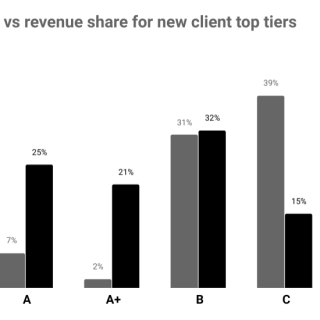 vs revenue share for new client top tiers
39%
31%
32%
25%
21%
15%
7%
2%
A
A+
B
C